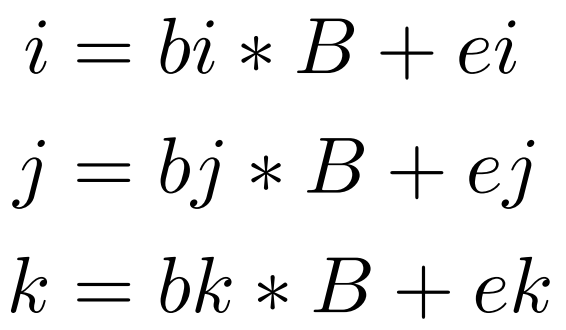 i = bi * B + ei
j = bj * B + ej
k = bk * B + ek